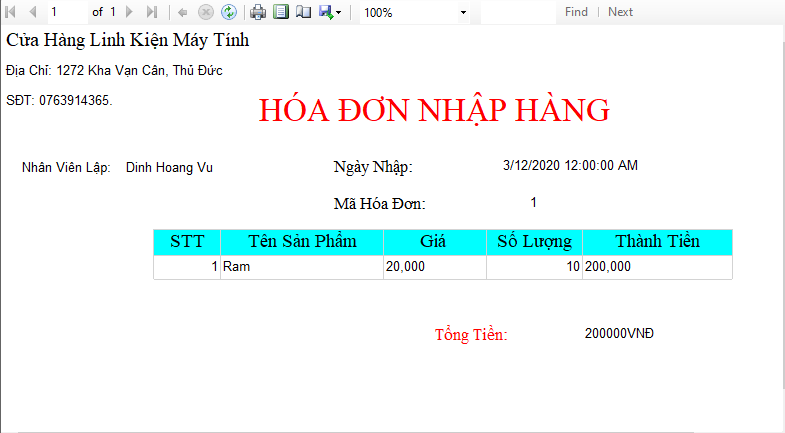 1 of 1 100% Find | Next
Cửa Hàng Linh Kiện Máy Tính
Địa Chỉ: 1272 Kha Vạn Cân, Thủ Đức
SĐT: 0763914365.
HÓA ĐƠN NHẬP HÀNG
Nhân Viên Lập: Dinh Hoang Vu Ngày Nhập: 3/12/2020 12:00:00 AM
Mã Hóa Đơn: 1
STT Tên Sản Phẩm Giá Số Lượng Thành Tiền
1 Ram 20,000 10 200,000
Tổng Tiền: 200000VNĐ